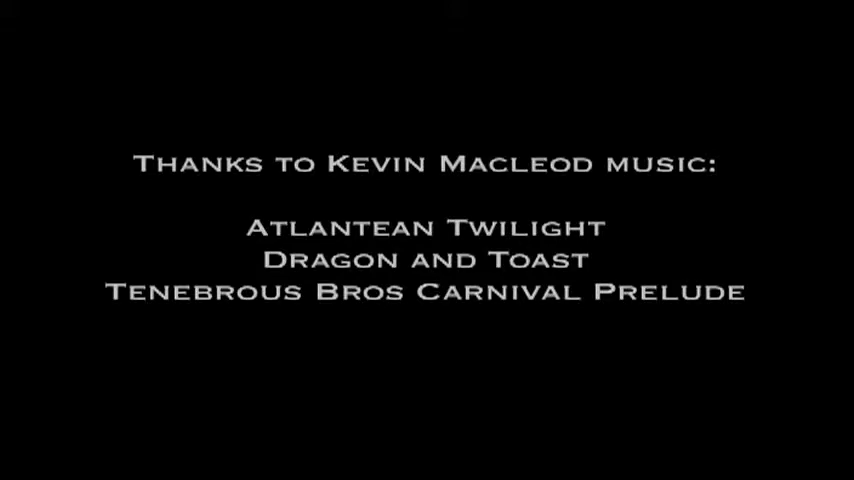 Thanks to Kevin Macleod music:
Atlantean Twilight
Dragon and Toast
Tenebrous Bros Carnival Prelude